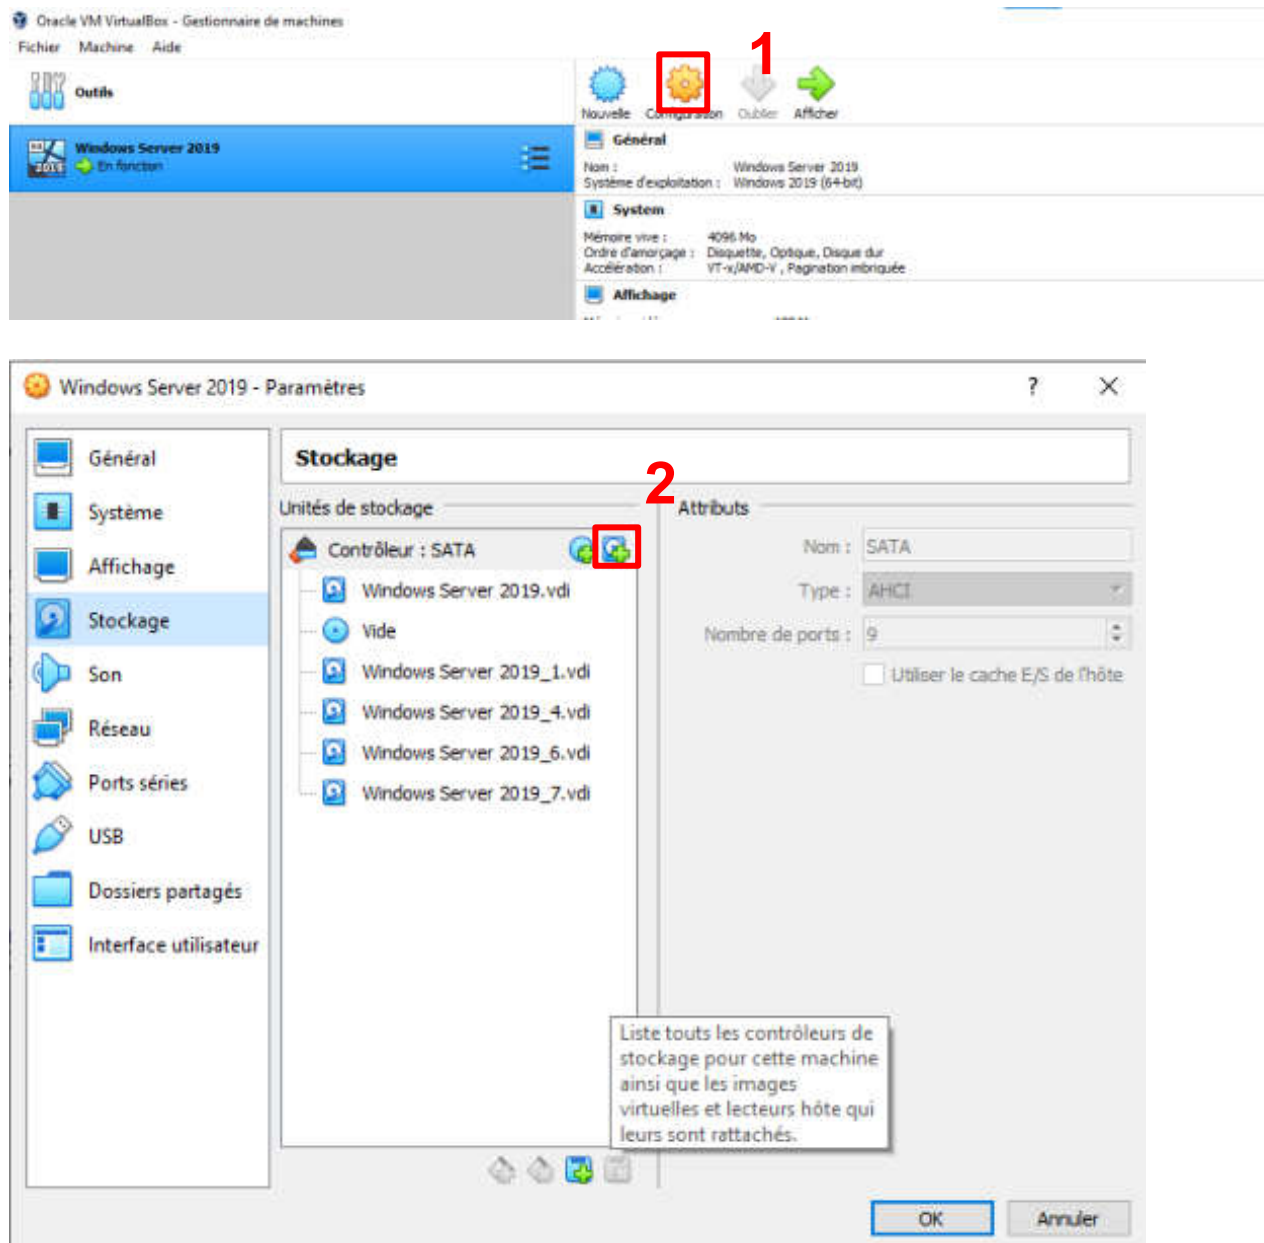 Oracle VM VirtualBox - Gestionnaire de machines
Fichier Machine Aide
1
Outils
Nouvelle Configuration Oublier Afficher
Windows Server 2019
En fonction
2019
Général
Nom : Windows Server 2019
Système d'exploitation : Windows 2019 (64-bit)
System
Mémoire vive : 4096 Mo
Ordre d'amorçage : Disquette, Optique, Disque dur
Accélération : VT-x/AMD-V , Pagination imbriquée
Affichage
Windows Server 2019 - Paramètres
?
Général
Système
Affichage
Stockage
Son
Réseau
Ports séries
USB
Dossiers partagés
Interface utilisateur
Stockage
2
Unités de stockage
Contrôleur : SATA
Windows Server 2019.vdi
Vide
Windows Server 2019_1.vdi
Windows Server 2019_4.vdi
Windows Server 2019_6.vdi
Windows Server 2019_7.vdi
Attributs
Nom : SATA
Type : AHCI
Nombre de ports : 9
Utiliser le cache E/S de l'hôte
Liste touts les contrôleurs de
stockage pour cette machine
ainsi que les images
virtuelles et lecteurs hôte qui
leurs sont rattachés.
OK Annuler